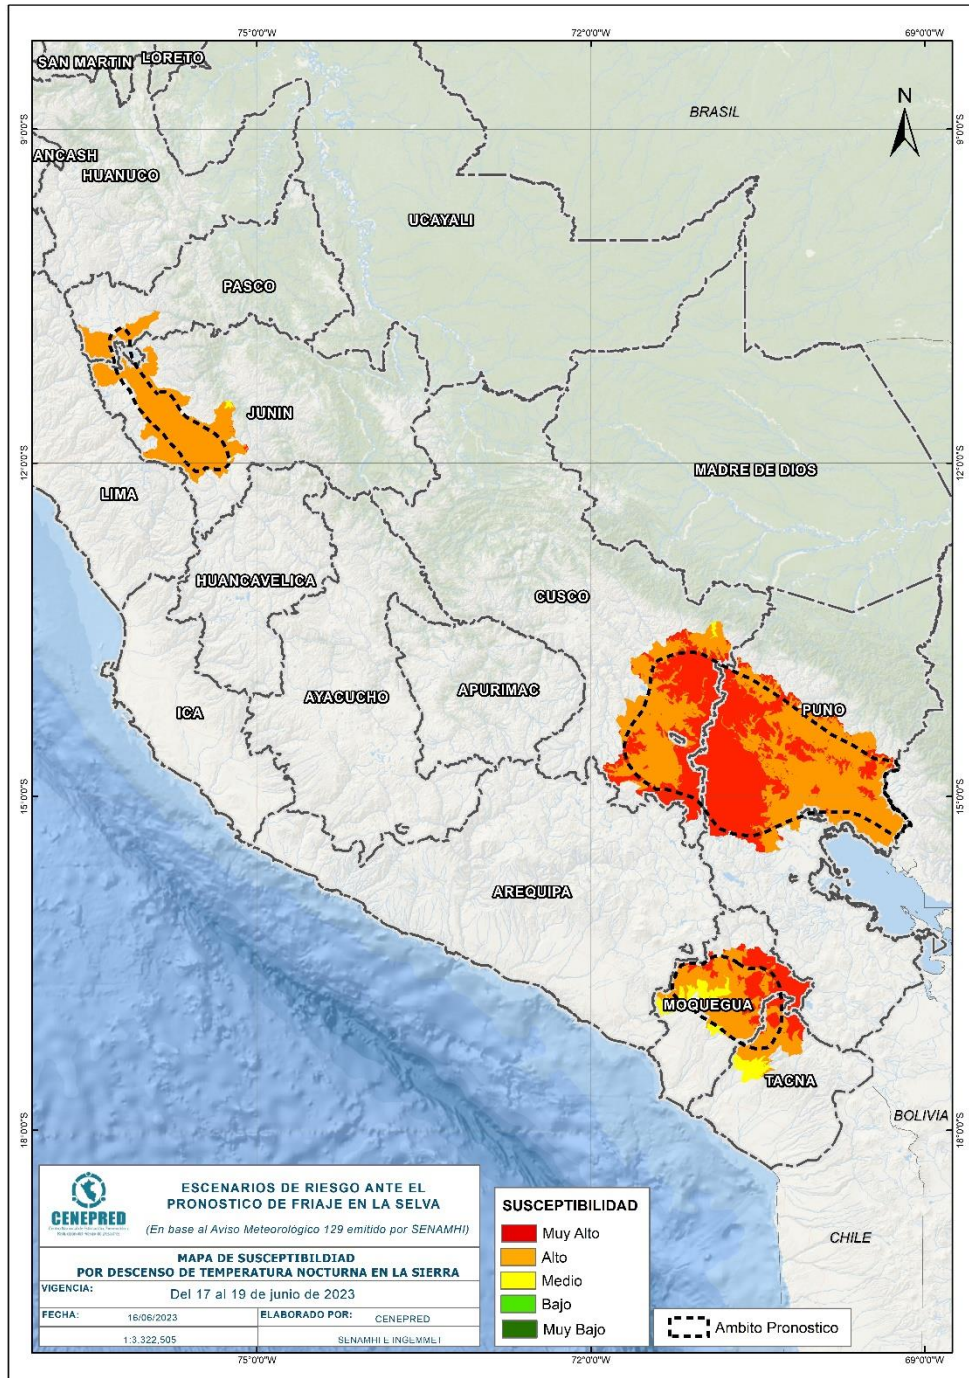 75°0'0"W 72°0'0"W 69°0'0"W
LORETO
SAN MARTIN
BRASIL
N
9°0'0"S 9°0'0"S
ANCASH
HUANUCO
UCAYALI
PASCO
JUNIN
12°0'0"S 12°0'0"S
MADRE DE DIOS
LIMA
HUANCAVELICA
CUSCO
APURIMAC
AYACUCHO
PUNO
ICA
15°0'0"S 15°0'0"S
AREQUIPA
MOQUEGUA
TACNA
BOLIVIA
18°0'0"S 18°0'0"S
CHILE
CENEPRED
ESCENARIOS DE RIESGO ANTE EL
PRONOSTICO DE FRIAJE EN LA SELVA
(En base al Aviso Meteorológico 129 emitido por SENAMHI)
MAPA DE SUSCEPTIBILDIAD
POR DESCENSO DE TEMPERATURA NOCTURNA EN LA SIERRA
VIGENCIA: Del 17 al 19 de junio de 2023
FECHA: 16/06/2023 ELABORADO POR: CENEPRED
1:3.322,505 SENAMHI E INGEMMET
SUSCEPTIBILIDAD
Muy Alto
Alto
Medio
Bajo
Muy Bajo
Ambito Pronostico
75°0'0"W 72°0'0"W 69°0'0"W